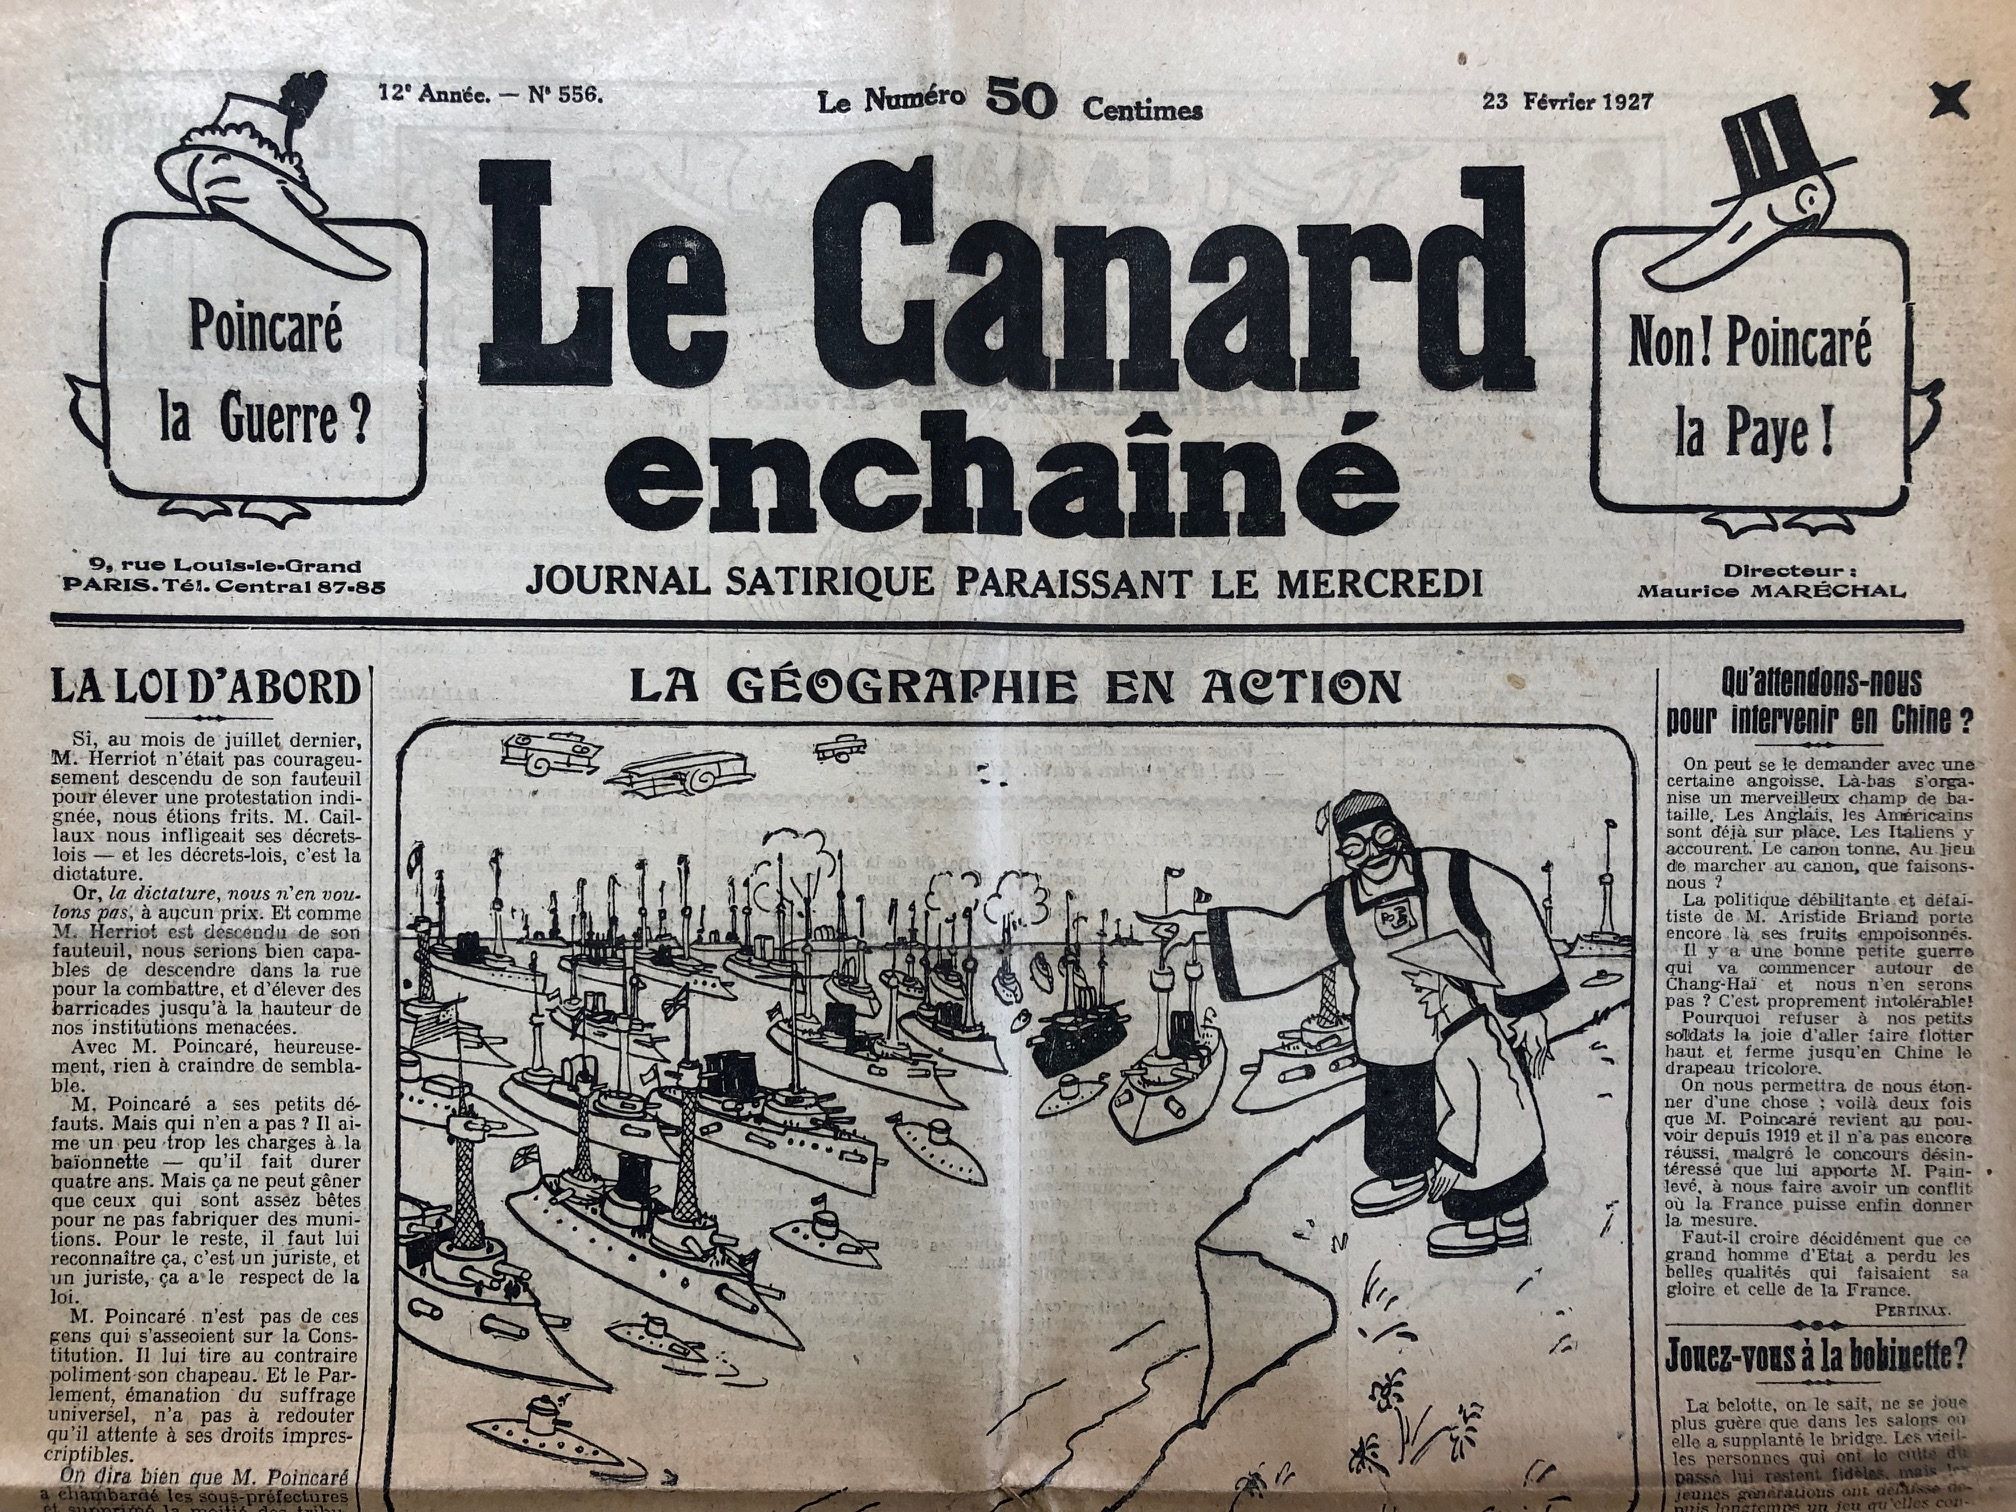 12e Année. — N° 556.
Le Numéro 50 Centimes
23 Février 1927
Poincaré
la Guerre ?
Le Canard
enchaîné
Non ! Poincaré
la Paye !
9, rue Louis-le-Grand
PARIS. Tél. Central 87-85
JOURNAL SATIRIQUE PARAISSANT LE MERCREDI
Directeur :
Maurice MARÉCHAL
LA LOI D'ABORD
Si, au mois de juillet dernier,
M. Herriot n'était pas courageu-
sement descendu de son fauteuil
pour élever une protestation indi-
gnée, nous étions frits. M. Cail-
laux nous infligeait ses décrets-
lois — et les décrets-lois, c'est la
dictature.
Or, la dictature, nous n'en vou-
lons pas, à aucun prix. Et comme
M. Herriot est descendu de son
fauteuil, nous serions bien capa-
bles de descendre dans la rue
pour la combattre, et d'élever des
barricades jusqu'à la hauteur de
nos institutions menacées.
Avec M. Poincaré, heureuse-
ment, rien à craindre de sembla-
ble.
M. Poincaré a ses petits dé-
fauts. Mais qui n'en a pas ? Il ai-
me un peu trop les charges à la
baïonnette — qu'il fait durer
quatre ans. Mais ça ne peut gêner
que ceux qui sont assez bêtes
pour ne pas fabriquer des muni-
tions. Pour le reste, il faut lui
reconnaître ça, c'est un juriste, et
un juriste, ça a le respect de la
loi.
M. Poincaré n'est pas de ces
gens qui s'asseoient sur la Cons-
titution. Il lui tire au contraire
poliment son chapeau. Et le Par-
lement, émanation du suffrage
universel, n'a pas à redouter
qu'il attente à ses droits impres-
criptibles.
On dira bien que M. Poincaré
a chambardé les sous-préfectures
et supprimé la moitié des tribu-
LA GÉOGRAPHIE EN ACTION
Qu'attendons-nous
pour intervenir en Chine ?
On peut se le demander avec une
certaine angoisse. Là-bas s'orga-
nise un merveilleux champ de ba-
taille. Les Anglais, les Américains
sont déjà sur place. Les Italiens y
accourent. Le canon tonne. Au lieu
de marcher au canon, que faisons-
nous ?
La politique débilitante et défai-
tiste de M. Aristide Briand porte
encore là ses fruits empoisonnés.
Il y a une bonne petite guerre
qui va commencer autour de
Chang-Haï et nous n'en serons
pas ? C'est proprement intolérable!
Pourquoi refuser à nos petits
soldats la joie d'aller faire flotter
haut et ferme jusqu'en Chine le
drapeau tricolore.
On nous permettra de nous éton-
ner d'une chose ; voilà deux fois
que M. Poincaré revient au pou-
voir depuis 1919 et il n'a pas encore
réussi, malgré le concours désin-
téressé que lui apporte M. Pain-
levé, à nous faire avoir un conflit
où la France puisse enfin donner
la mesure.
Faut-il croire décidément que ce
grand homme d'Etat a perdu les
belles qualités qui faisaient sa
gloire et celle de la France.
PERTINAX.
Jouez-vous à la bobinette ?
La belotte, on le sait, ne se joue
plus guère que dans les salons où
elle a supplanté le bridge. Les vieil-
les personnes qui ont le culte du
passé lui restent fidèles, mais les
jeunes générations ont délaissé de-
puis longtemps un jeu qu'elles con-